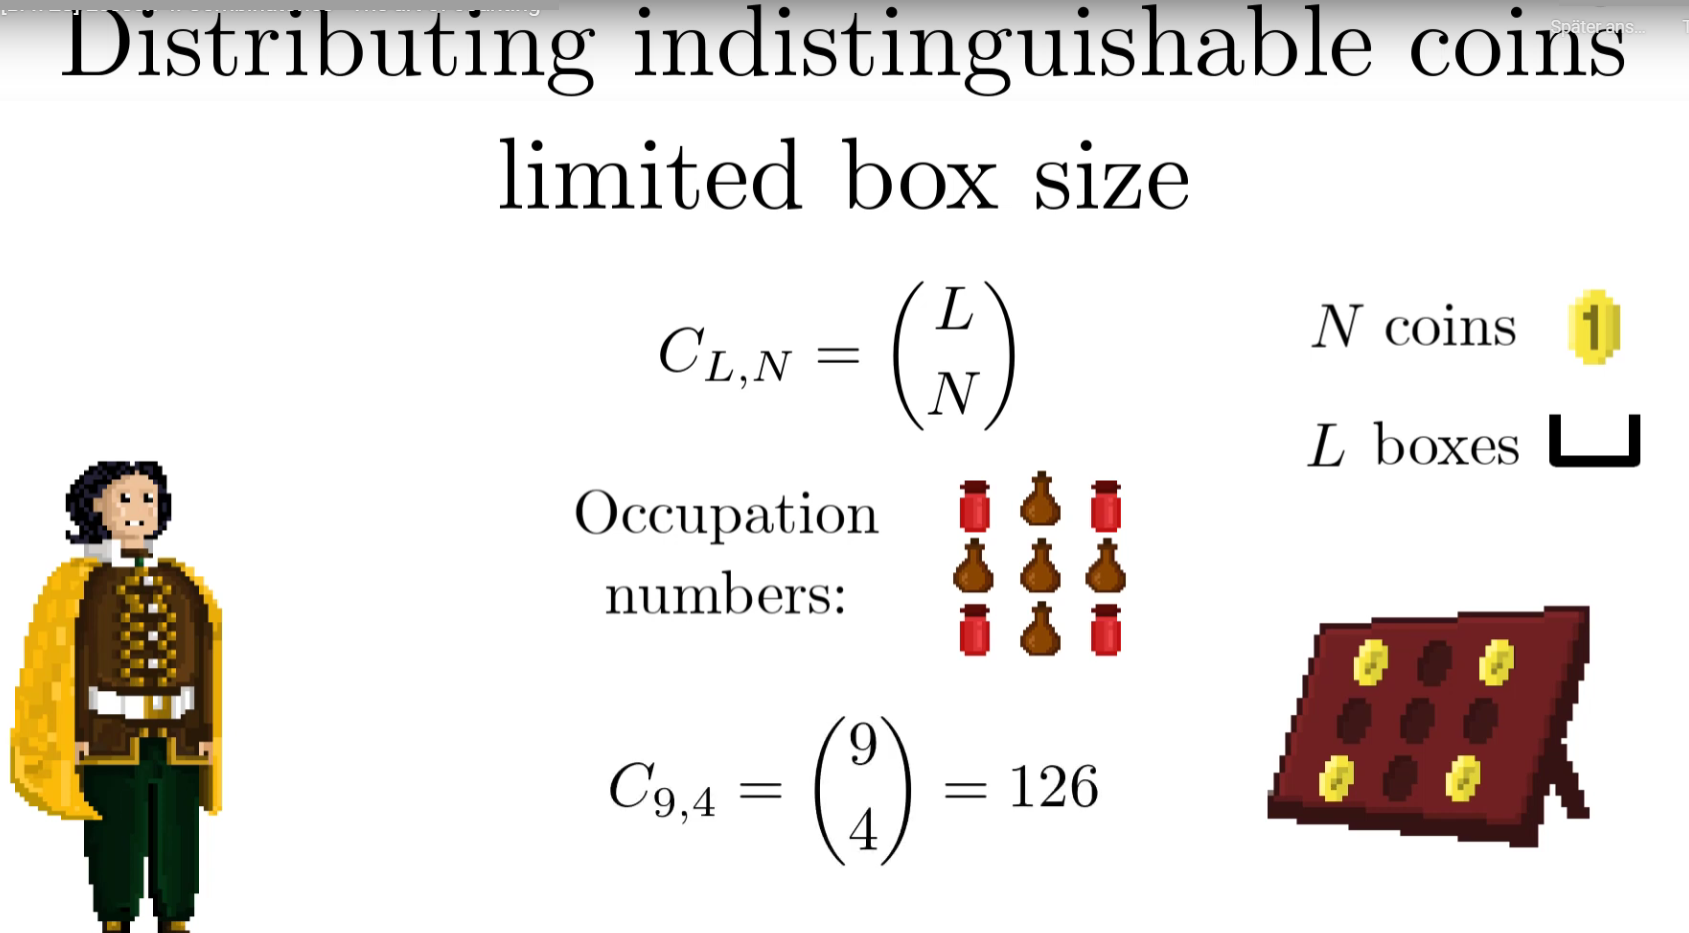 Später ans...
Distributing indistinguishable coins
limited box size
C_{L,N} = \binom{L}{N}
N coins 1
L boxes
Occupation
numbers:
C_{9,4} = \binom{9}{4} = 126